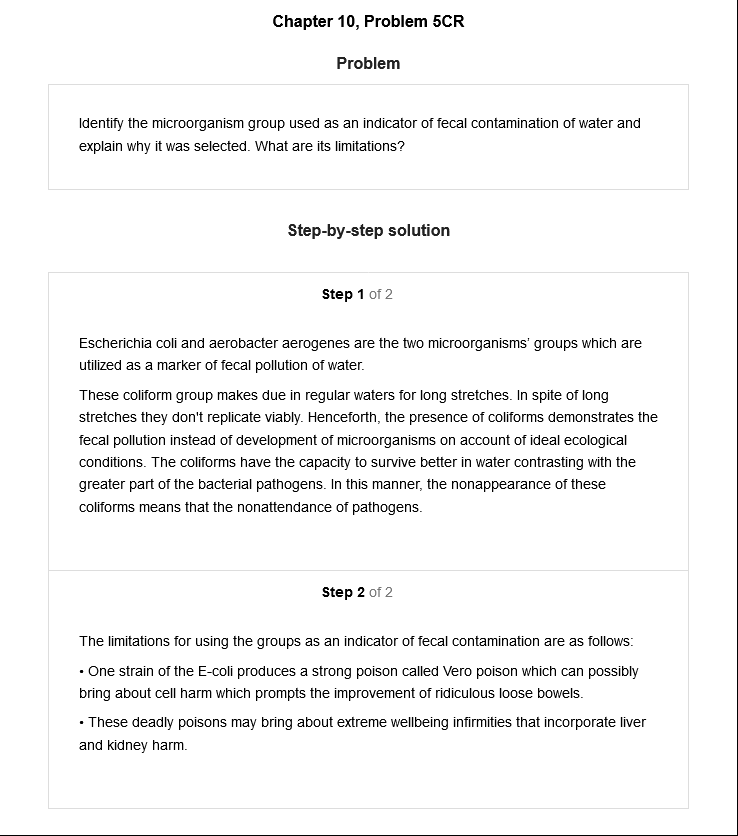 Chapter 10, Problem 5CR
Problem
Identify the microorganism group used as an indicator of fecal contamination of water and
explain why it was selected. What are its limitations?
Step-by-step solution
Step 1 of 2
Escherichia coli and aerobacter aerogenes are the two microorganisms' groups which are
utilized as a marker of fecal pollution of water.
These coliform group makes due in regular waters for long stretches. In spite of long
stretches they don't replicate viably. Henceforth, the presence of coliforms demonstrates the
fecal pollution instead of development of microorganisms on account of ideal ecological
conditions. The coliforms have the capacity to survive better in water contrasting with the
greater part of the bacterial pathogens. In this manner, the nonappearance of these
coliforms means that the nonattendance of pathogens.
Step 2 of 2
The limitations for using the groups as an indicator of fecal contamination are as follows:
• One strain of the E-coli produces a strong poison called Vero poison which can possibly
bring about cell harm which prompts the improvement of ridiculous loose bowels.
• These deadly poisons may bring about extreme wellbeing infirmities that incorporate liver
and kidney harm.